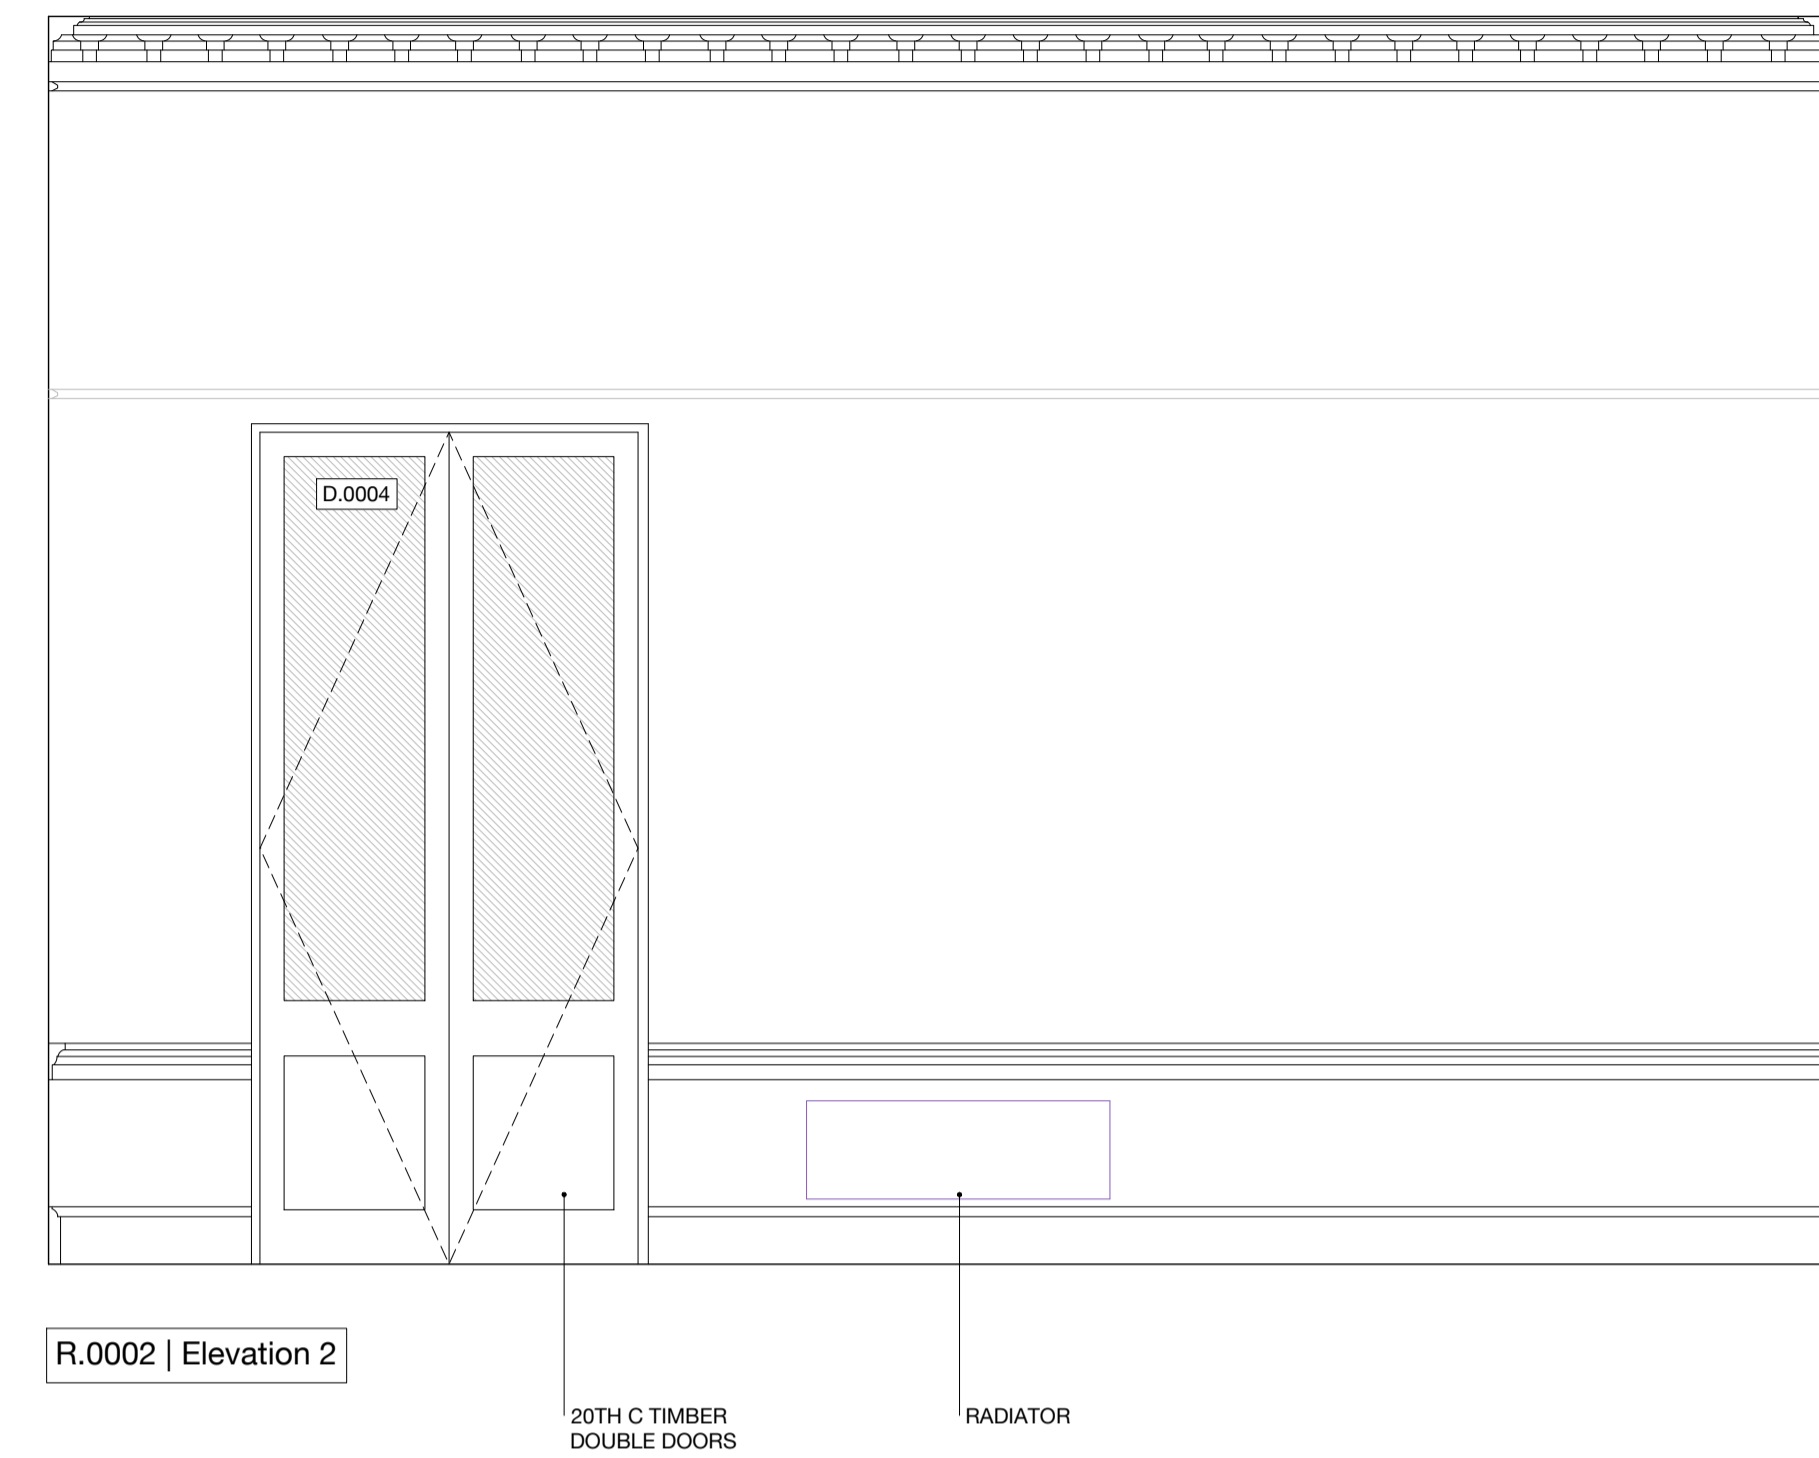 D.0004
R.0002 | Elevation 2
20TH C TIMBER
DOUBLE DOORS
RADIATOR